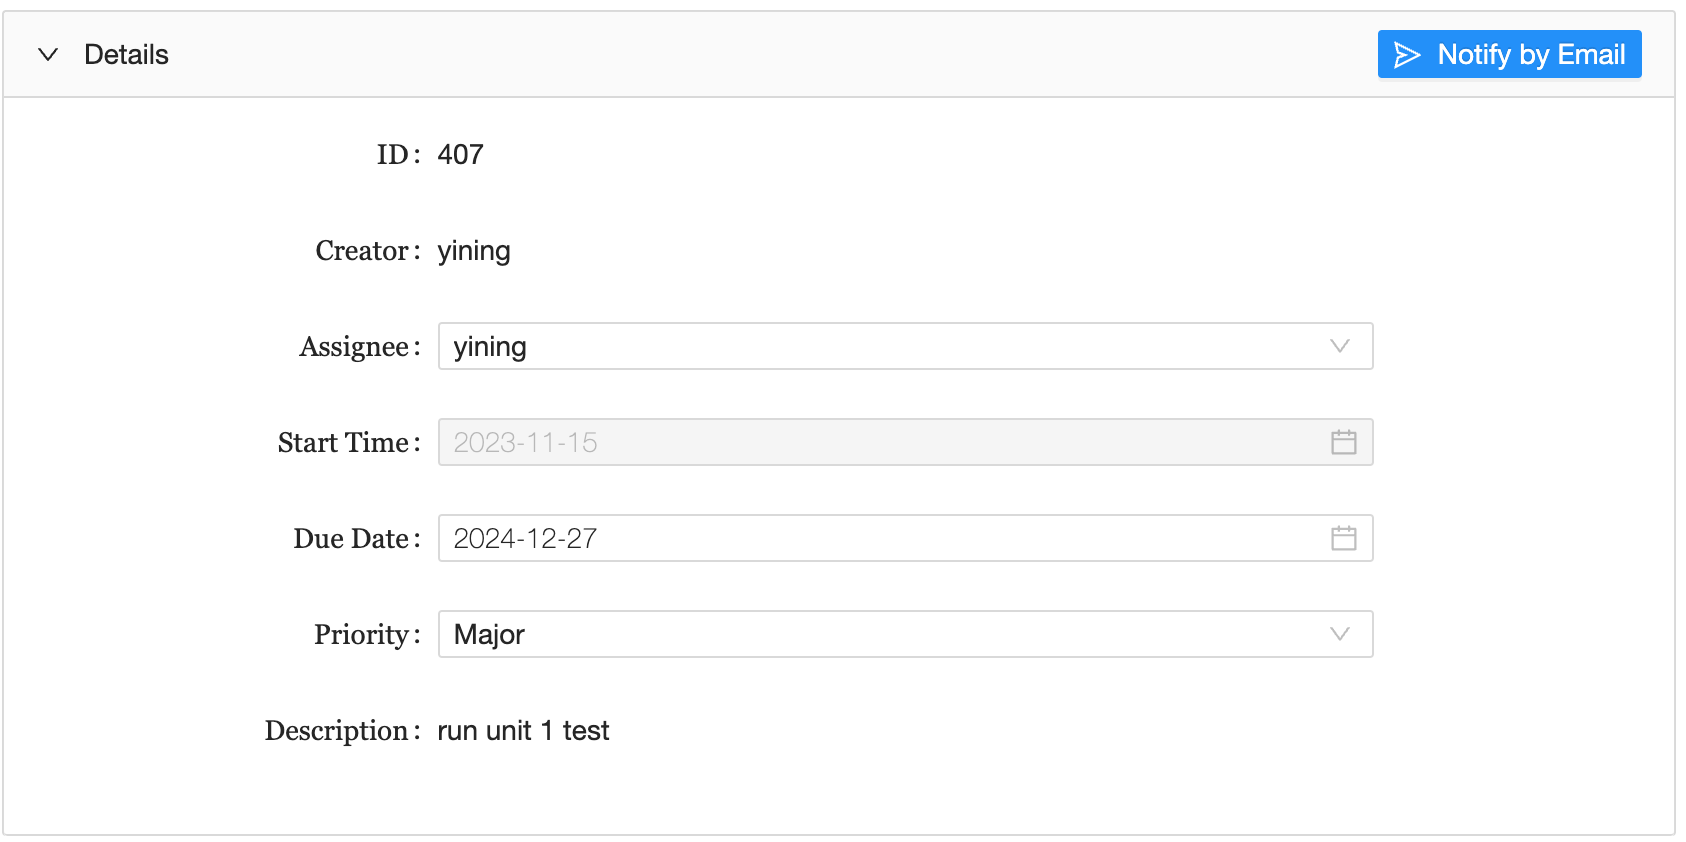 Details
Notify by Email
ID: 407
Creator: yining
Assignee: yining
Start Time: 2023-11-15
Due Date: 2024-12-27
Priority: Major
Description: run unit 1 test